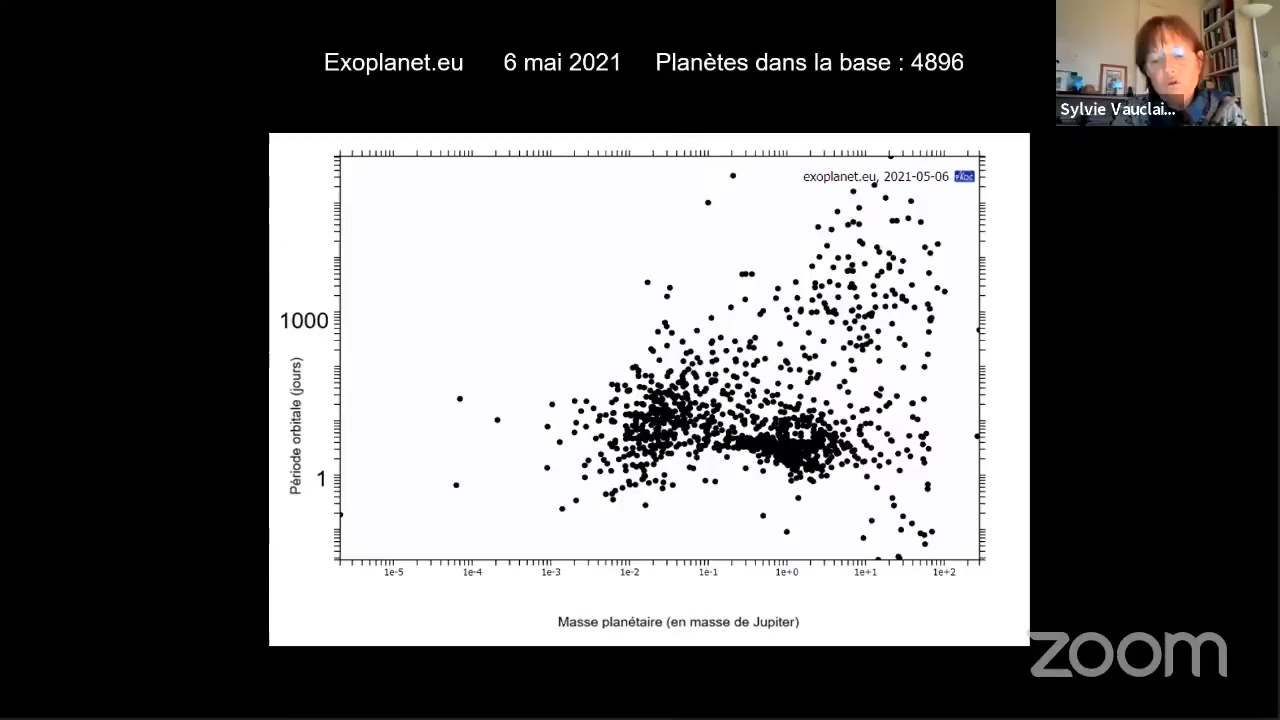 Exoplanet.eu 6 mai 2021 Planètes dans la base : 4896
Sylvie Vauclai...
exoplanet.eu, 2021-05-06 PADC
1000
1
Période orbitale (jours)
1e-5 1e-4 1e-3 1e-2 1e-1 1e+0 1e+1 1e+2
Masse planétaire (en masse de Jupiter)
zoom